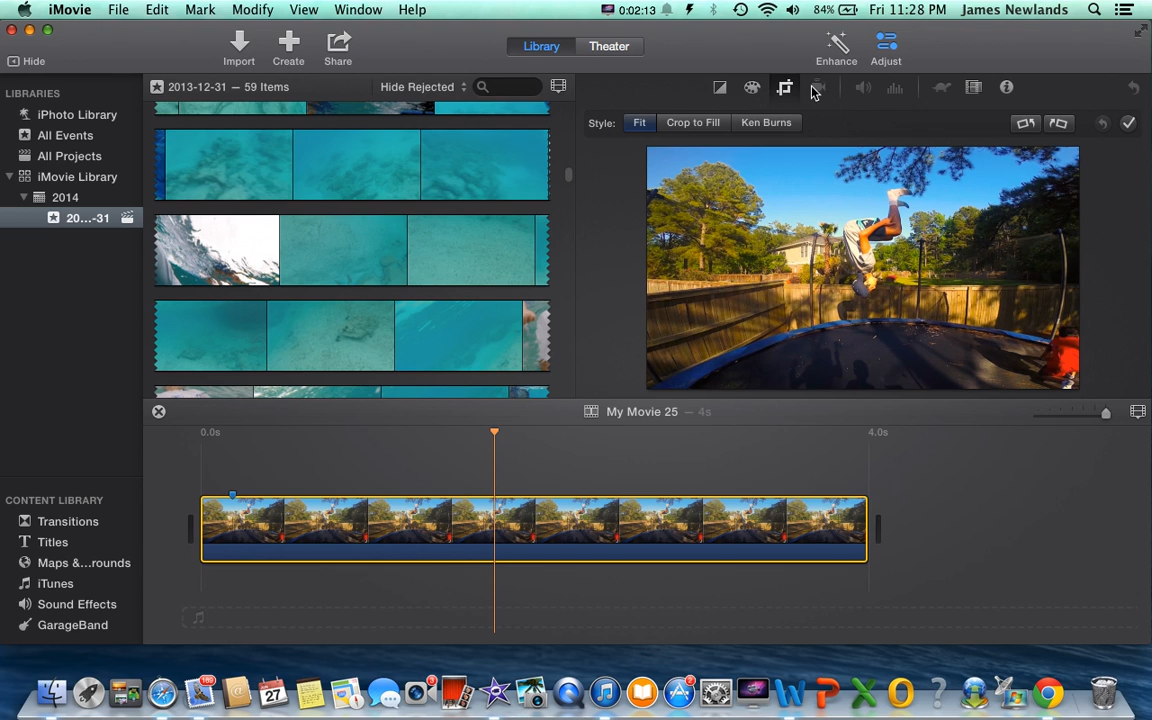 iMovie File Edit Mark Modify View Window Help 0:02:13 84% Fri 11:28 PM James Newlands
Hide Import Create Share Library Theater Enhance Adjust
LIBRARIES
iPhoto Library
All Events
All Projects
iMovie Library
2014
20...-31
2013-12-31 — 59 Items Hide Rejected
Style: Fit Crop to Fill Ken Burns
My Movie 25 — 4s
0.0s 4.0s
CONTENT LIBRARY
Transitions
Titles
Maps &...rounds
iTunes
Sound Effects
GarageBand